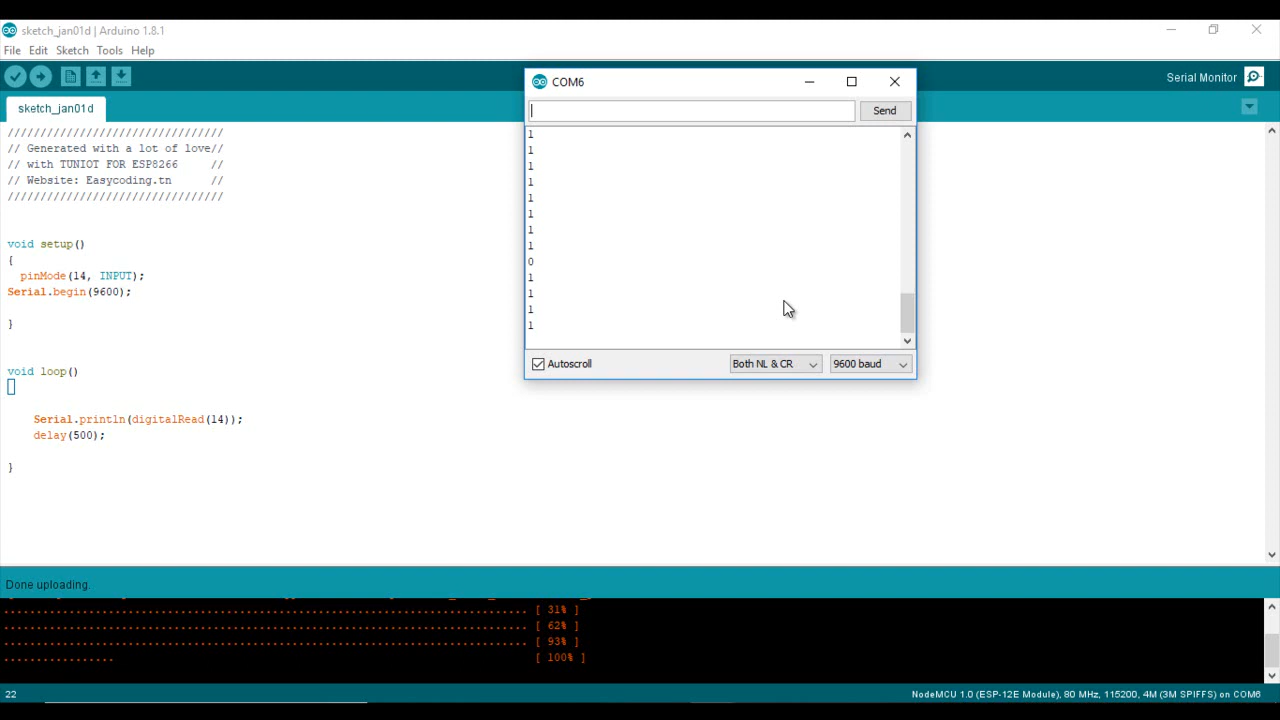 sketch_jan01d | Arduino 1.8.1
File Edit Sketch Tools Help
Serial Monitor
sketch_jan01d
/////////////////////////////////
// Generated with a lot of love//
// with TUNIOT FOR ESP8266     //
// Website: Easycoding.tn      //
/////////////////////////////////
void setup()
{
pinMode(14, INPUT);
Serial.begin(9600);
}
void loop()
Serial.println(digitalRead(14));
delay(500);
}
COM6
Send
1
1
1
1
1
1
1
1
0
1
1
1
1
Autoscroll
Both NL & CR
9600 baud
Done uploading.
................................................................................ [ 31% ]
................................................................................ [ 62% ]
................................................................................ [ 93% ]
................. [ 100% ]
22
NodeMCU 1.0 (ESP-12E Module), 80 MHz, 115200, 4M (3M SPIFFS) on COM6